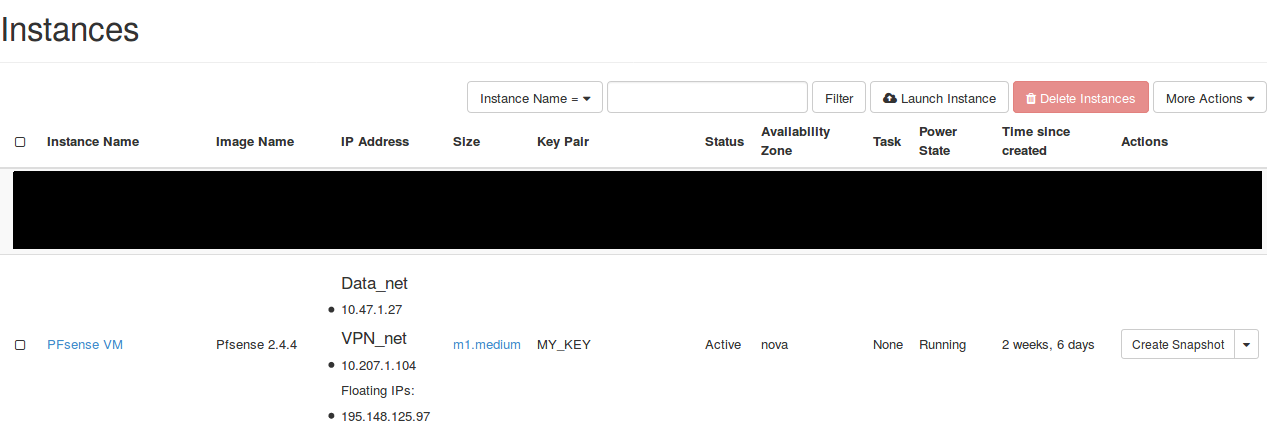 Instances
Instance Name =
Filter
Launch Instance
Delete Instances
More Actions
Instance Name
Image Name
IP Address
Size
Key Pair
Status
Availability
Zone
Task
Power
State
Time since
created
Actions
PFsense VM
Pfsense 2.4.4
Data_net
10.47.1.27
VPN_net
10.207.1.104
Floating IPs:
195.148.125.97
m1.medium
MY_KEY
Active
nova
None
Running
2 weeks, 6 days
Create Snapshot